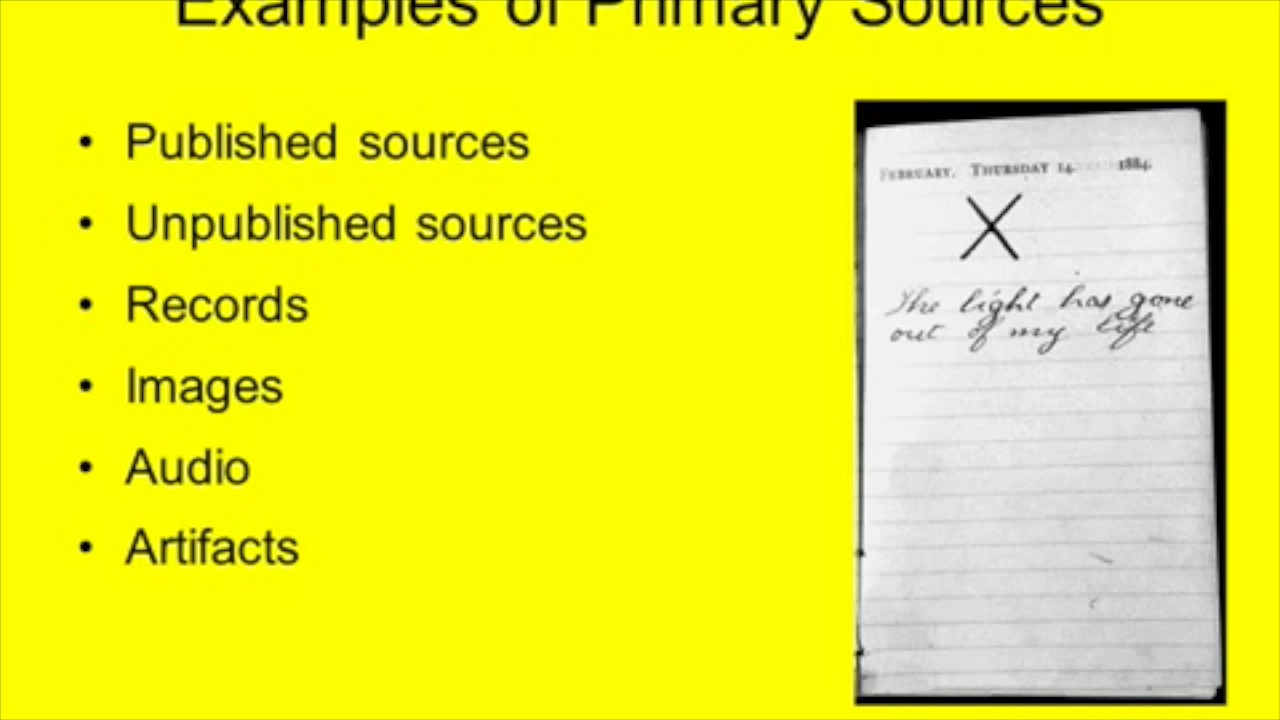 Examples of Primary Sources
• Published sources
• Unpublished sources
• Records
• Images
• Audio
• Artifacts
FEBRUARY, THURSDAY 14. 1884.
X
The light has gone
out of my life